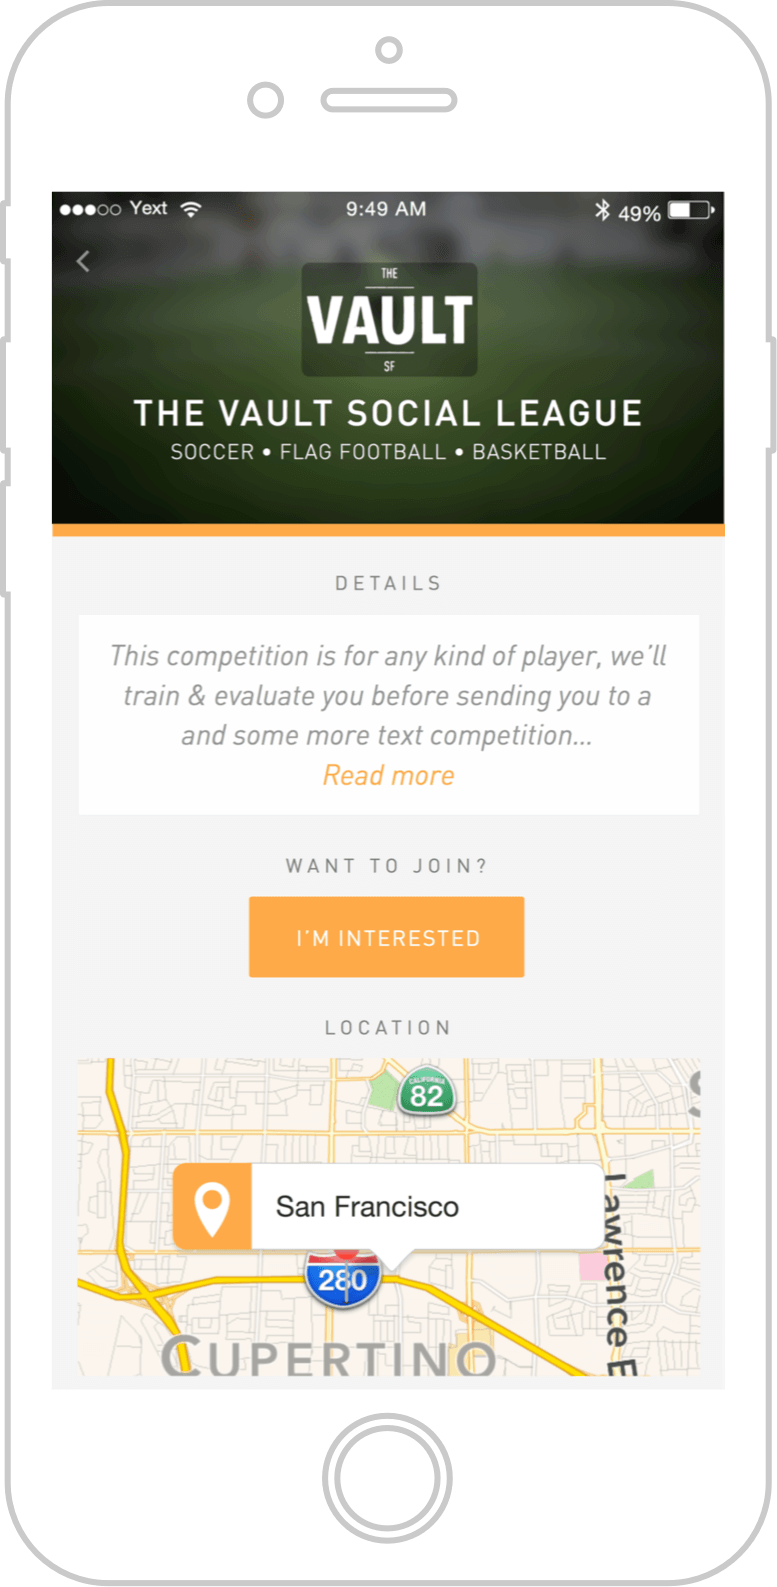 Yext
9:49 AM
49%
THE
VAULT
SF
THE VAULT SOCIAL LEAGUE
SOCCER • FLAG FOOTBALL • BASKETBALL
DETAILS
This competition is for any kind of player, we'll
train & evaluate you before sending you to a
and some more text competition...
Read more
WANT TO JOIN?
I'M INTERESTED
LOCATION
CALIFORNIA
82
San Francisco
280
Lawrence E
CUPERTINO